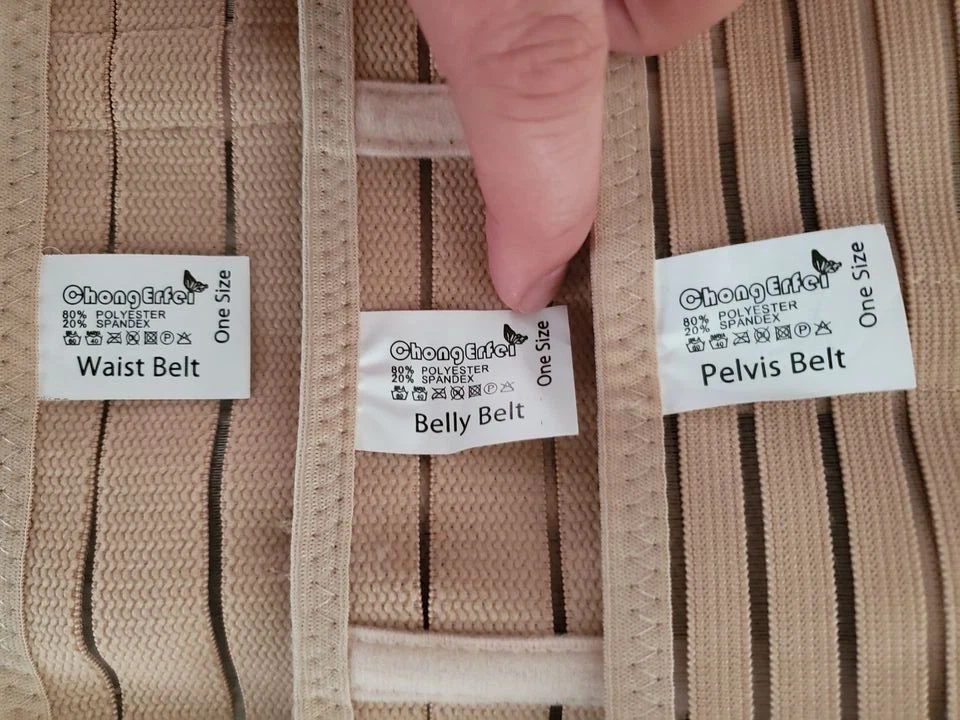 ChongErfei
80% POLYESTER
20% SPANDEX
One Size
Waist Belt
ChongErfei
80% POLYESTER
20% SPANDEX
One Size
Belly Belt
ChongErfei
80% POLYESTER
20% SPANDEX
One Size
Pelvis Belt